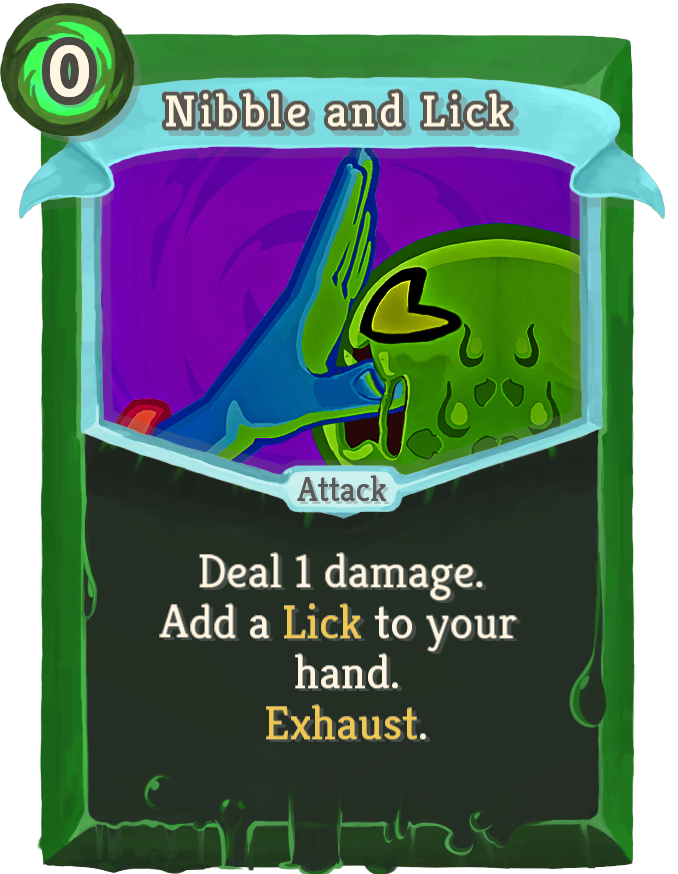 0
Nibble and Lick
Attack
Deal 1 damage.
Add a Lick to your
hand.
Exhaust.